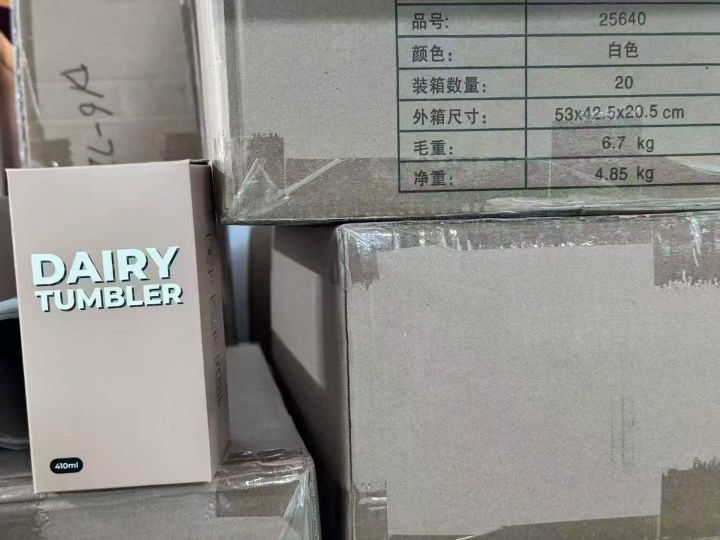 品号： 25640
颜色： 白色
装箱数量： 20
外箱尺寸： 53x42.5x20.5 cm
毛重： 6.7 kg
净重： 4.85 kg
DAIRY
TUMBLER
410ml